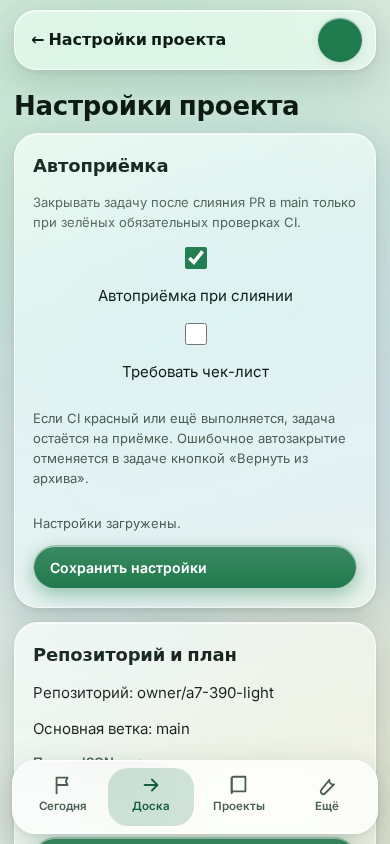 ← Настройки проекта
Настройки проекта
Автоприёмка
Закрывать задачу после слияния PR в main только
при зелёных обязательных проверках CI.
Автоприёмка при слиянии
Требовать чек-лист
Если CI красный или ещё выполняется, задача
остаётся на приёмке. Ошибочное автозакрытие
отменяется в задаче кнопкой «Вернуть из
архива».
Настройки загружены.
Сохранить настройки
Репозиторий и план
Репозиторий: owner/a7-390-light
Основная ветка: main
Сегодня
Доска
Проекты
Ещё